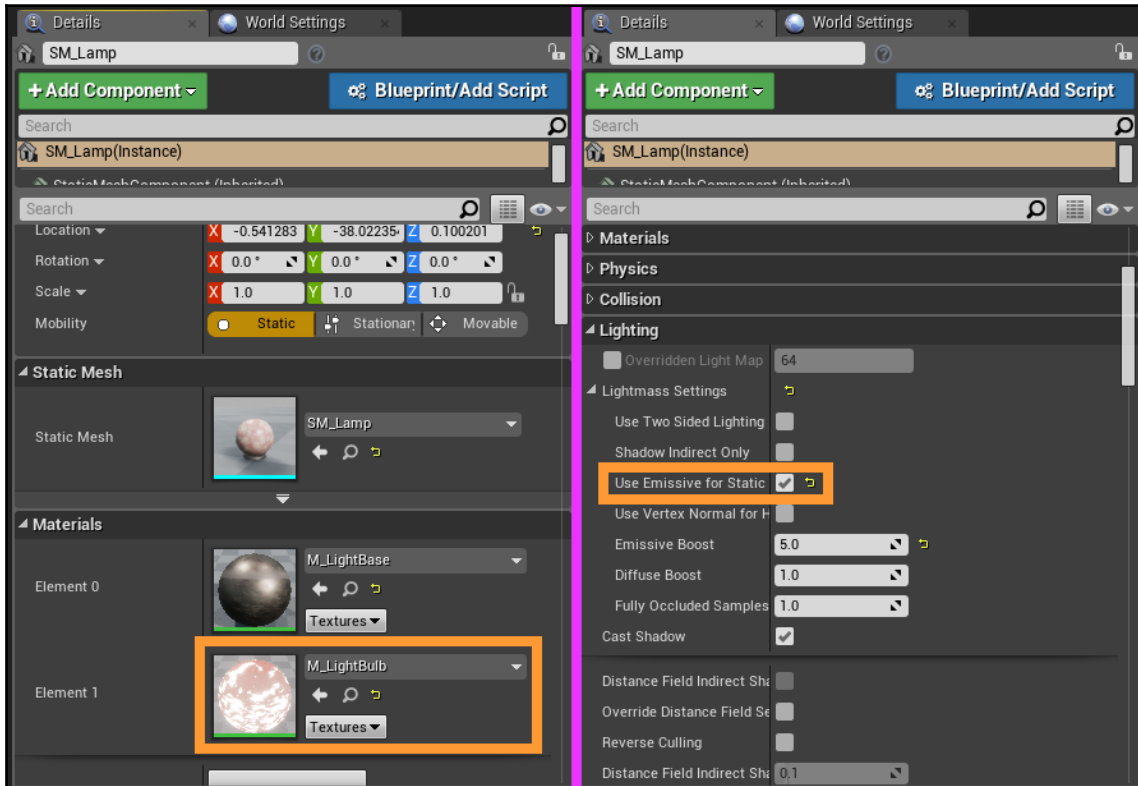 Details
World Settings
SM_Lamp
+Add Component
Blueprint/Add Script
Search
SM_Lamp(Instance)
StaticMeshComponent (Inherited)
Search
Location X -0.541283 Y -38.02235 Z 0.100201
Rotation X 0.0 ° Y 0.0 ° Z 0.0 °
Scale X 1.0 Y 1.0 Z 1.0
Mobility Static Stationary Movable
Static Mesh
Static Mesh SM_Lamp
Materials
Element 0 M_LightBase
Textures
Element 1 M_LightBulb
Textures
Details
World Settings
SM_Lamp
+Add Component
Blueprint/Add Script
Search
SM_Lamp(Instance)
StaticMeshComponent (Inherited)
Search
Materials
Physics
Collision
Lighting
Overridden Light Map 64
Lightmass Settings
Use Two Sided Lighting
Shadow Indirect Only
Use Emissive for Static
Use Vertex Normal for H
Emissive Boost 5.0
Diffuse Boost 1.0
Fully Occluded Samples 1.0
Cast Shadow
Distance Field Indirect Sha
Override Distance Field Se
Reverse Culling
Distance Field Indirect Sha 0.1